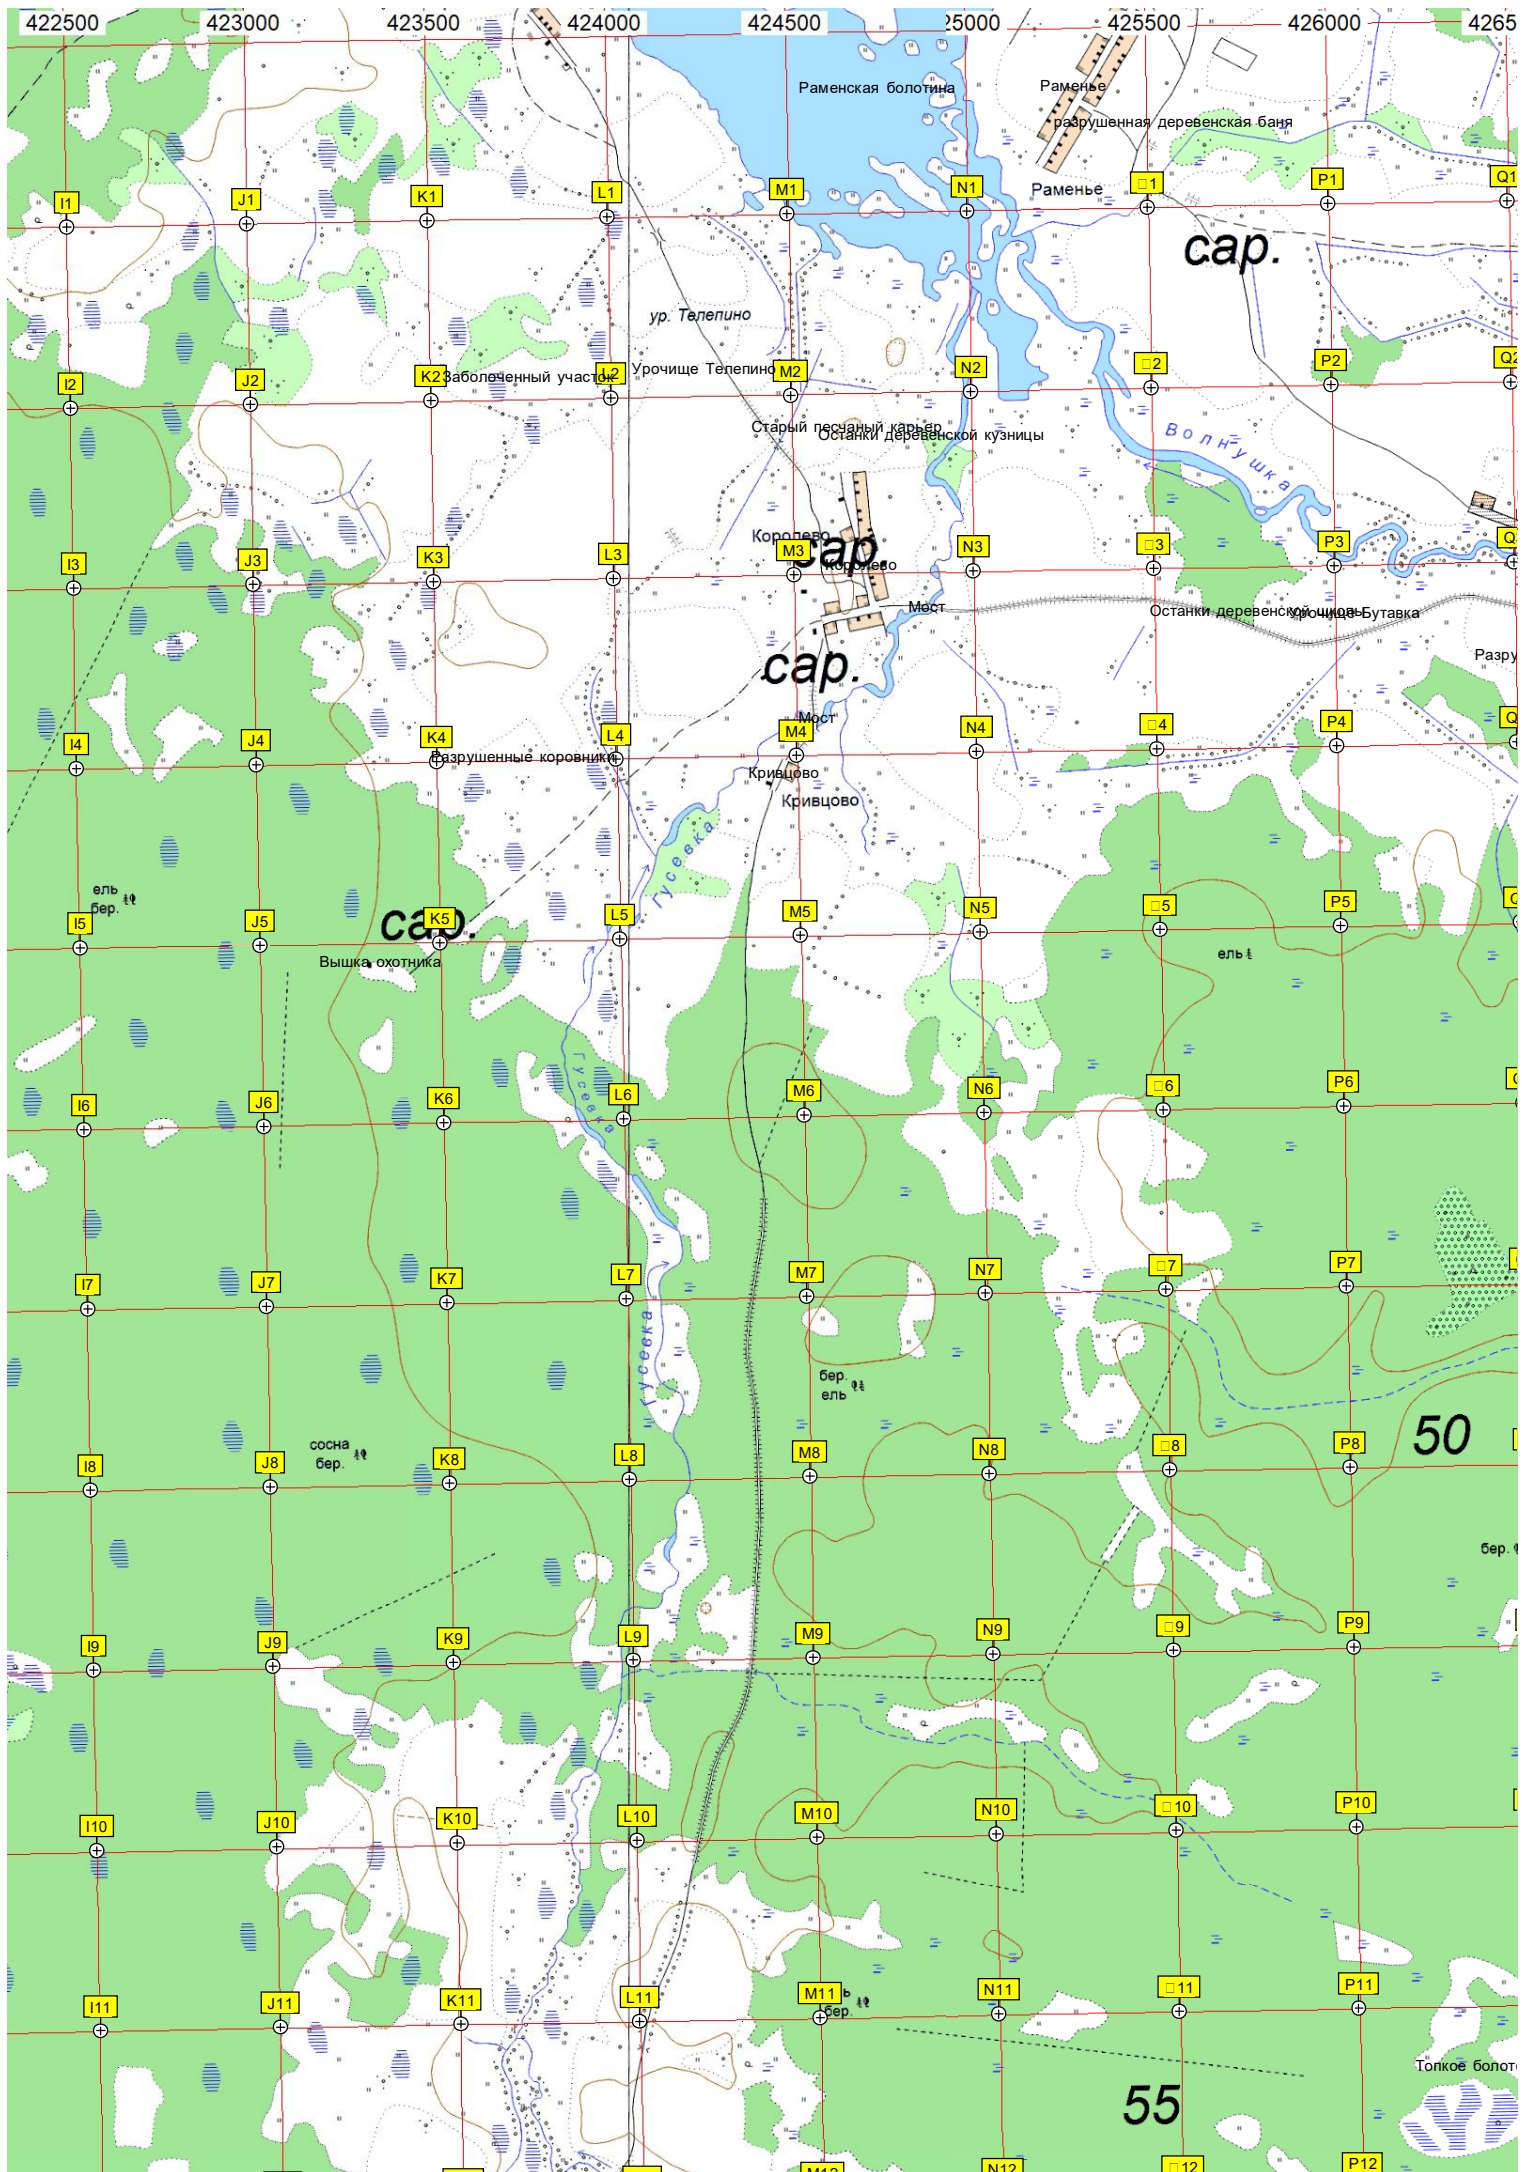 422500 423000 423500 424000 424500 25000 425500 426000 4265
Раменская болотина
Раменье
разрушенная деревенская баня
Раменье
I1 J1 K1 L1 M1 N1 □1 P1 Q1
сар.
ур. Телепино
Урочище Телепино
I2 J2 K2 L2 M2 N2 □2 P2 Q2
Заболоченный участок
Старый песчаный карьер
Останки деревенской кузницы
Волнушка
Королево
сар.
I3 J3 K3 L3 M3 N3 □3 P3 Q
Королево
Мост
Останки деревенской школы
Урочище Бутавка
Разру
сар.
Мост
I4 J4 K4 L4 M4 N4 □4 P4 Q
Разрушенные коровники
Кривцово
Кривцово
Гусевка
ель
бер.
сар.
I5 J5 K5 L5 M5 N5 □5 P5 Q
ель
Вышка охотника
Гусевка
I6 J6 K6 L6 M6 N6 □6 P6
I7 J7 K7 L7 M7 N7 □7 P7
Гусевка
бер.
ель
50
сосна
бер.
I8 J8 K8 L8 M8 N8 □8 P8
бер.
I9 J9 K9 L9 M9 N9 □9 P9
I10 J10 K10 L10 M10 N10 □10 P10
I11 J11 K11 L11 M11 N11 □11 P11
ь
бер.
Топкое болот
55
M12 N12 □12 P12